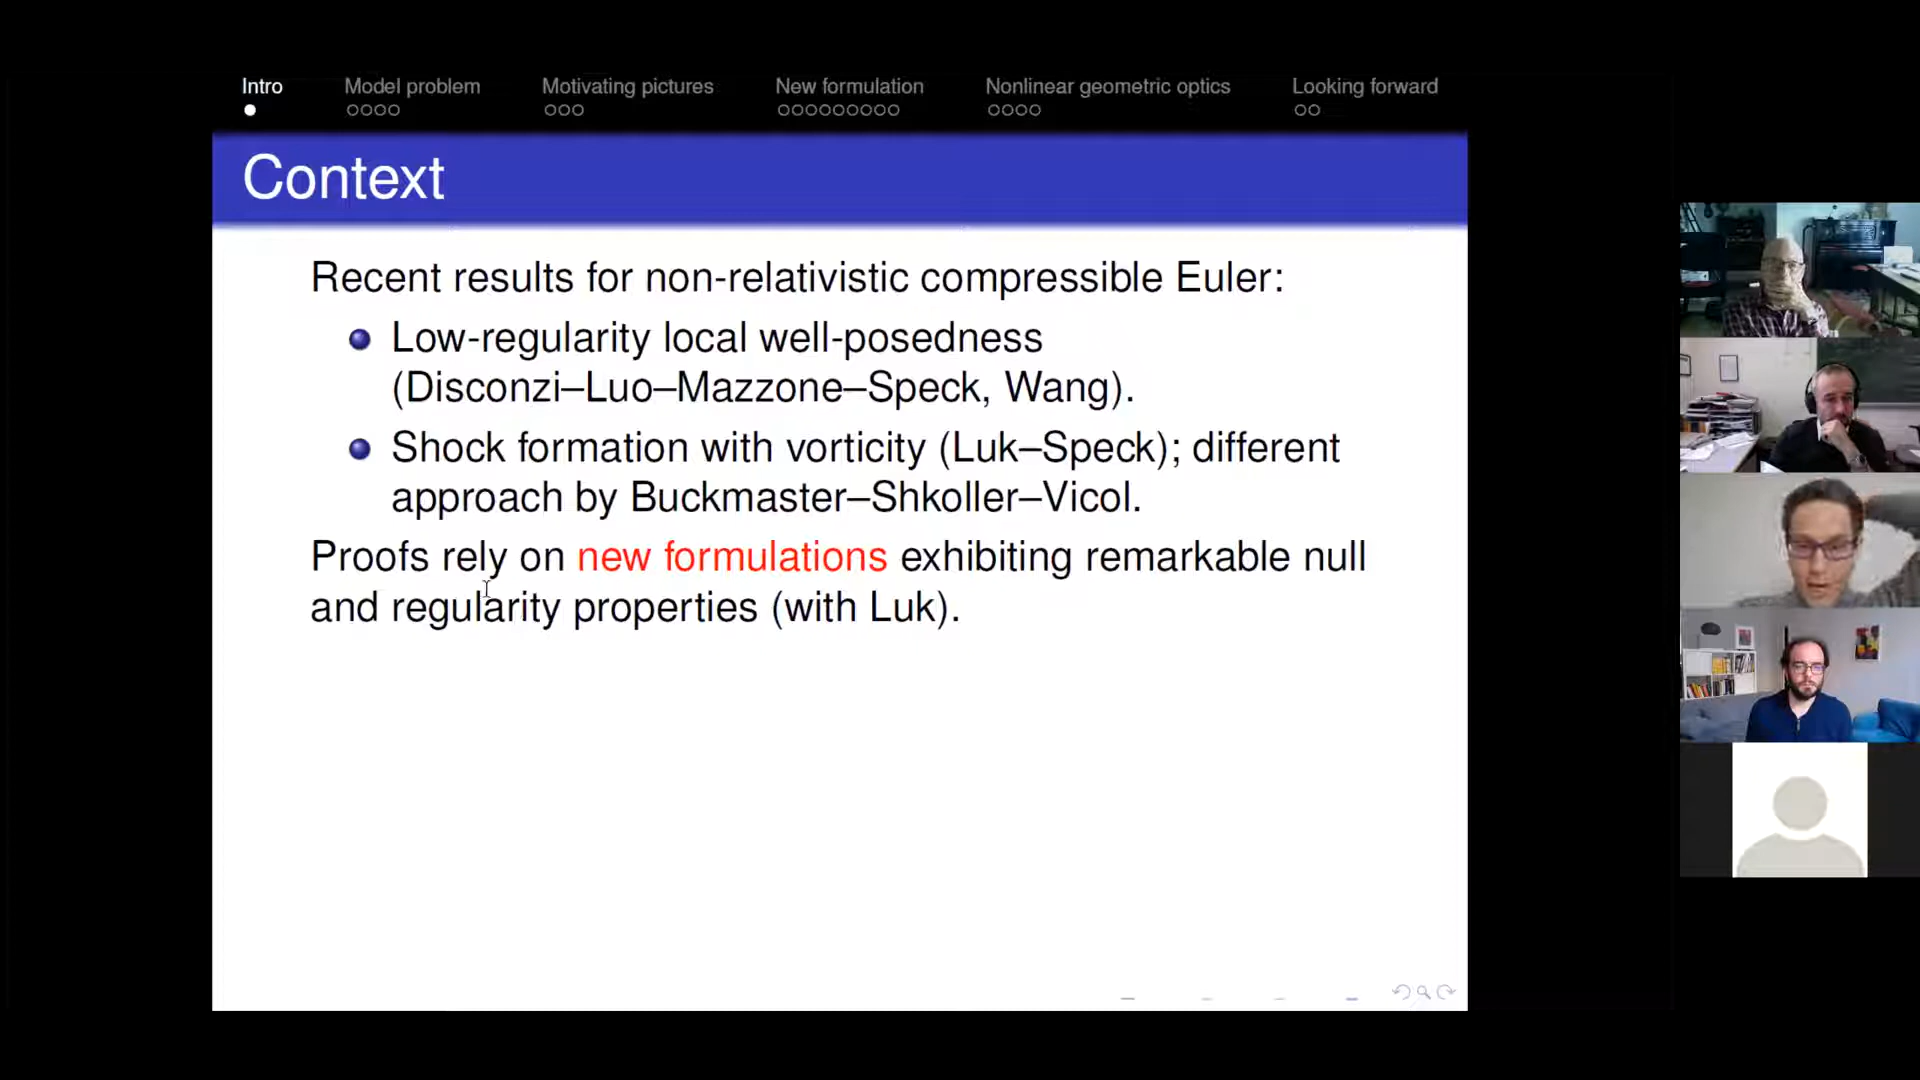 Intro Model problem Motivating pictures New formulation Nonlinear geometric optics Looking forward
Context
Recent results for non-relativistic compressible Euler:
Low-regularity local well-posedness
(Disconzi–Luo–Mazzone–Speck, Wang).
Shock formation with vorticity (Luk–Speck); different
approach by Buckmaster–Shkoller–Vicol.
Proofs rely on new formulations exhibiting remarkable null
and regularity properties (with Luk).